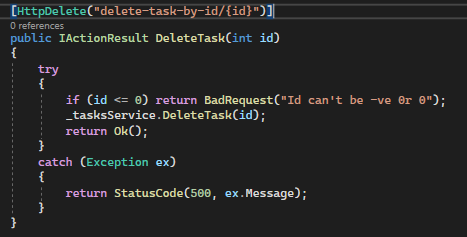 [HttpDelete("delete-task-by-id/{id}")]
0 references
public IActionResult DeleteTask(int id)
{
try
{
if (id <= 0) return BadRequest("Id can't be -ve 0r 0");
_tasksService.DeleteTask(id);
return Ok();
}
catch (Exception ex)
{
return StatusCode(500, ex.Message);
}
}